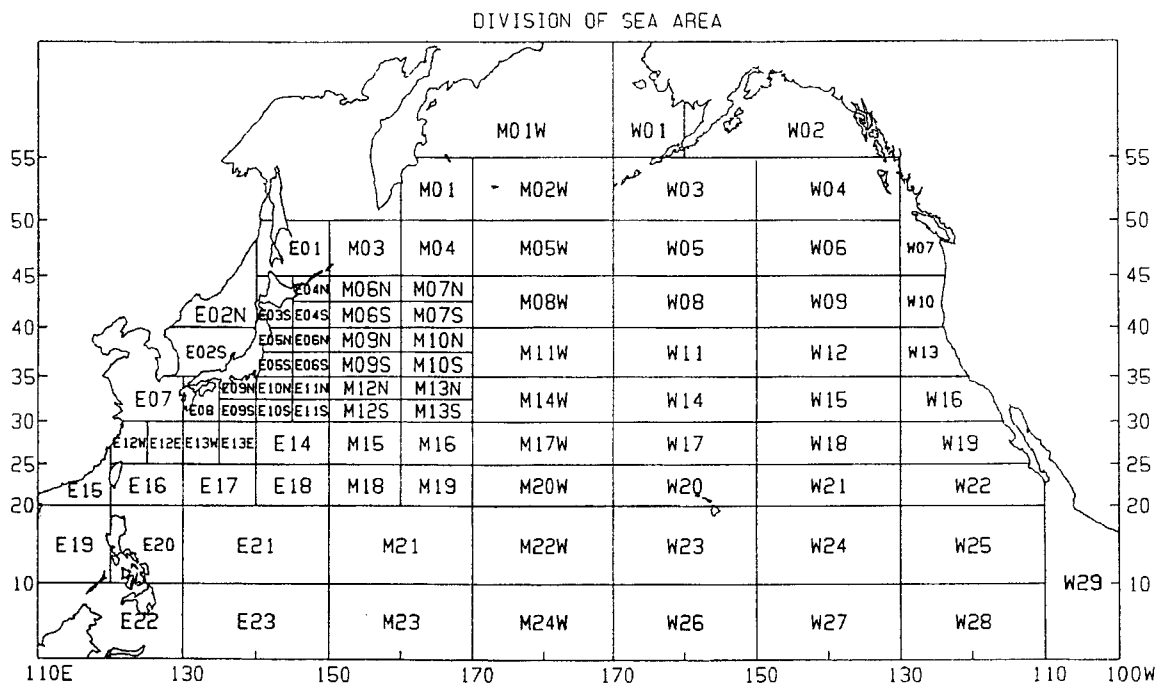 DIVISION OF SEA AREA
M01W W01 W02
55 55
M01 M02W W03 W04
50 50
E01 M03 M04 M05W W05 W06 W07
45 45
E04N M06N M07N
E02N E03S E04S M06S M07S M08W W08 W09 W10
40 40
E05N E06N M09N M10N
E02S E05S E06S M09S M10S M11W W11 W12 W13
35 35
E07 E09N E10N E11N M12N M13N
E08 E09S E10S E11S M12S M13S M14W W14 W15 W16
30 30
E12W E12E E13W E13E E14 M15 M16 M17W W17 W18 W19
25 25
E15 E16 E17 E18 M18 M19 M20W W20 W21 W22
20 20
E19 E20 E21 M21 M22W W23 W24 W25
10 W29 10
E22 E23 M23 M24W W26 W27 W28
110E 130 150 170 170 150 130 110 100W